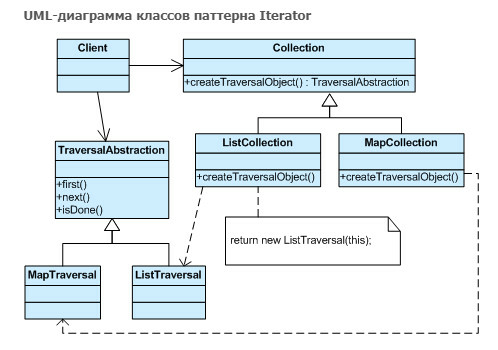 UML-диаграмма классов паттерна Iterator
Client
Collection
+createTraversalObject() : TraversalAbstraction
TraversalAbstraction
+first()
+next()
+isDone()
ListCollection
+createTraversalObject()
MapCollection
+createTraversalObject()
return new ListTraversal(this);
MapTraversal
ListTraversal